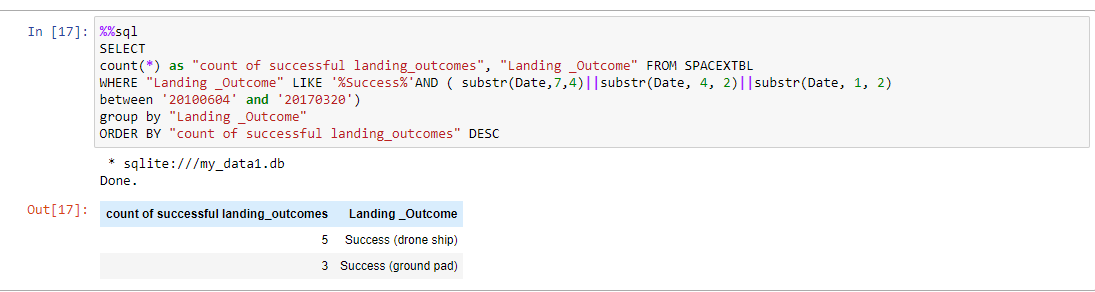 In [17]: %%sql
SELECT
count(*) as "count of successful landing_outcomes", "Landing _Outcome" FROM SPACEXTBL
WHERE "Landing _Outcome" LIKE '%Success%'AND ( substr(Date,7,4)||substr(Date, 4, 2)||substr(Date, 1, 2)
between '20100604' and '20170320')
group by "Landing _Outcome"
ORDER BY "count of successful landing_outcomes" DESC
* sqlite:///my_data1.db
Done.
Out[17]: count of successful landing_outcomes Landing _Outcome
5 Success (drone ship)
3 Success (ground pad)